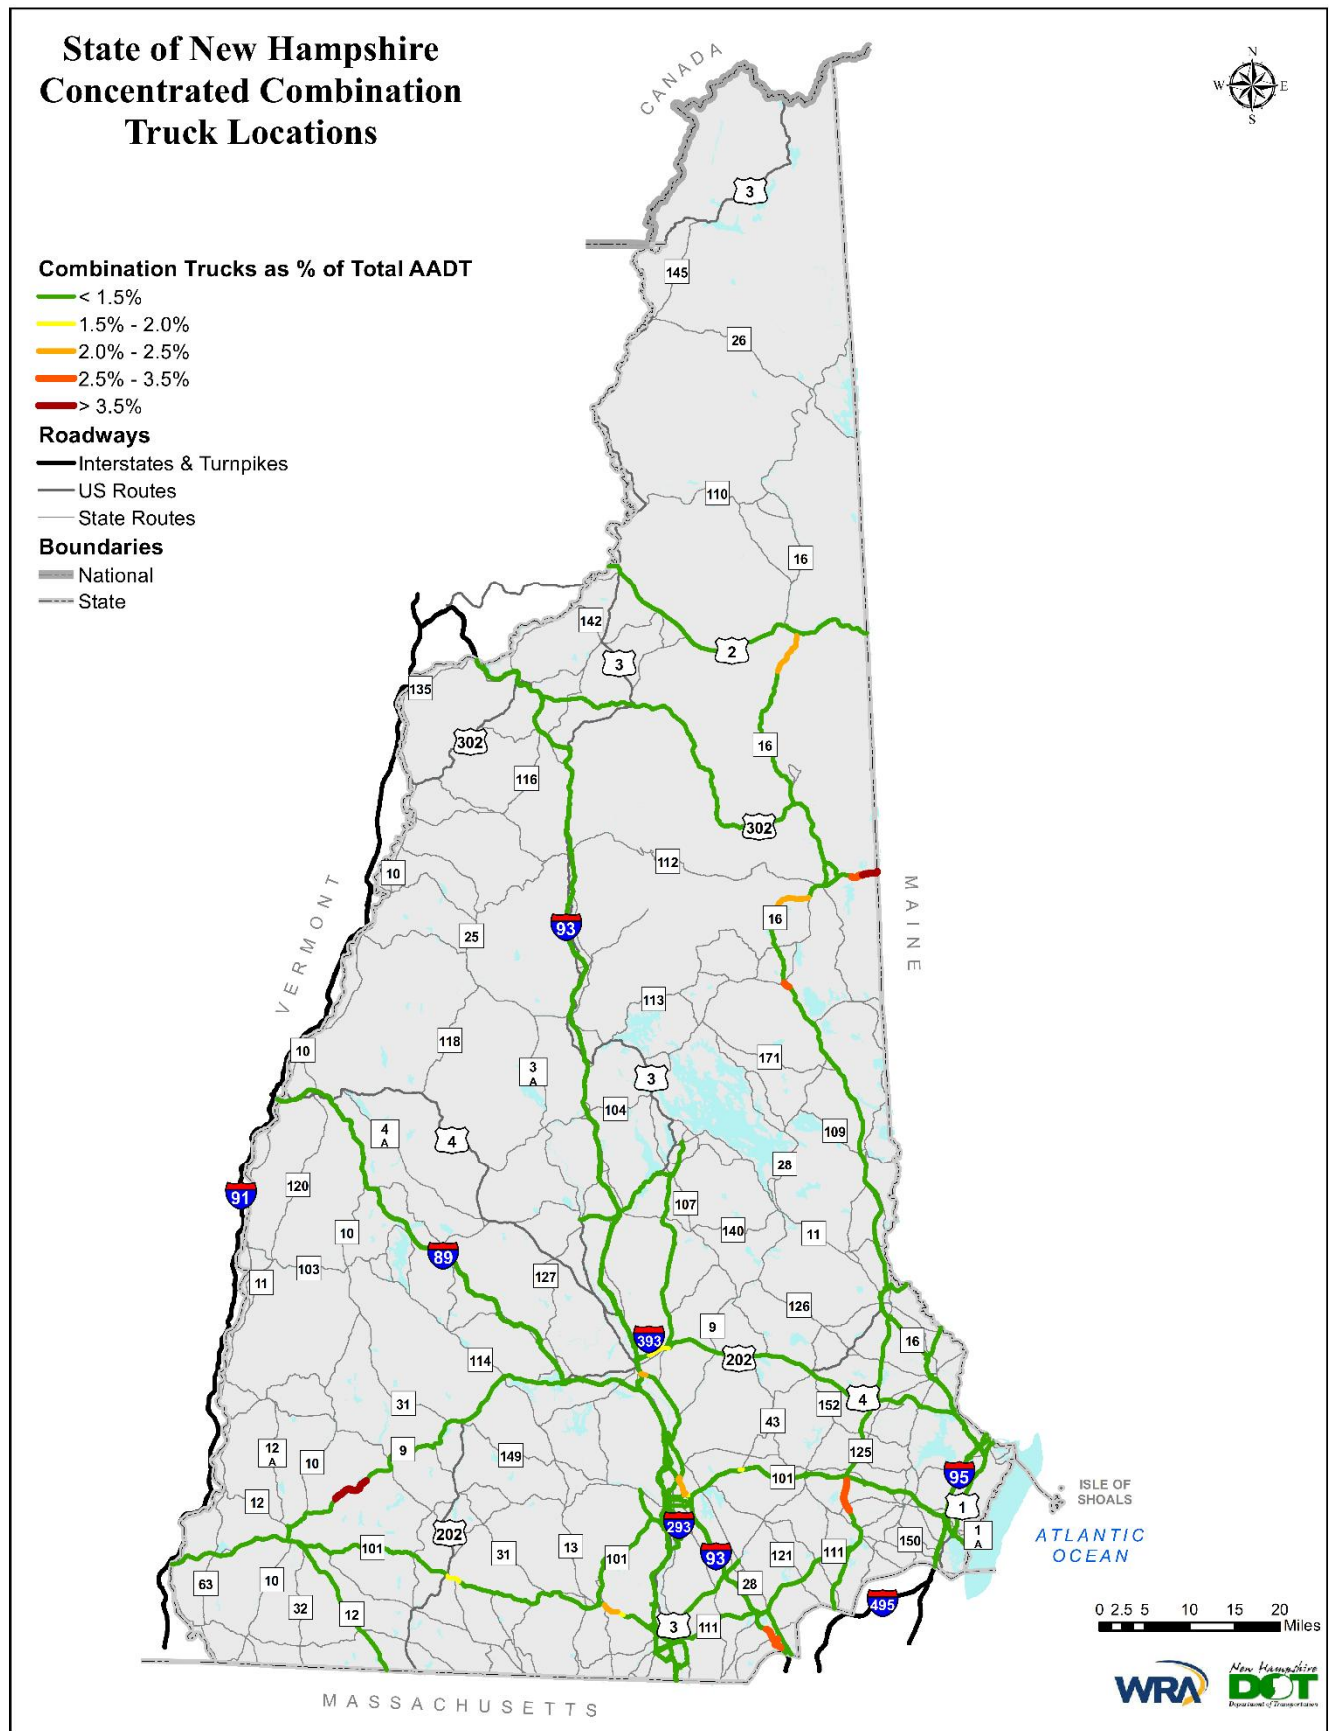 State of New Hampshire
Concentrated Combination
Truck Locations
CANADA
N
W E
S
3
Combination Trucks as % of Total AADT
< 1.5%
1.5% - 2.0%
2.0% - 2.5%
2.5% - 3.5%
> 3.5%
Roadways
Interstates & Turnpikes
US Routes
State Routes
Boundaries
National
State
145
26
110
16
142
3
2
135
302
16
116
302
112
10
MAINE
93
16
25
VERMONT
113
118
10
171
3
A
3
104
4
A
4
109
28
120
91
107
10
140
11
89
103
127
11
126
393
9
16
202
114
31
4
152
43
12
A
10
9
149
125
101
95
ISLE OF
SHOALS
12
1
293
202
1
A
ATLANTIC
OCEAN
101
31
13
101
93
121
111
150
63
10
28
32
12
495
3
111
0 2.5 5 10 15 20
Miles
MASSACHUSETTS
WRA
New Hampshire
DOT
Department of Transportation